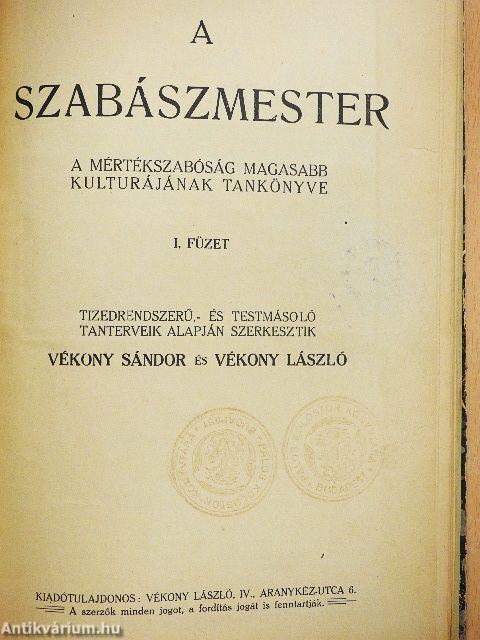 A
SZABÁSZMESTER
A MÉRTÉKSZABÓSÁG MAGASABB
KULTURÁJÁNAK TANKÖNYVE
I. FÜZET
TIZEDRENDSZERŰ,- ÉS TESTMÁSOLÓ
TANTERVEIK ALAPJÁN SZERKESZTIK
VÉKONY SÁNDOR ÉS VÉKONY LÁSZLÓ
KIADÓTULAJDONOS: VÉKONY LÁSZLÓ, IV., ARANYKÉZ-UTCA 6.
A szerzők minden jogot, a fordítás jogát is fenntartják.
Antikvárium.hu